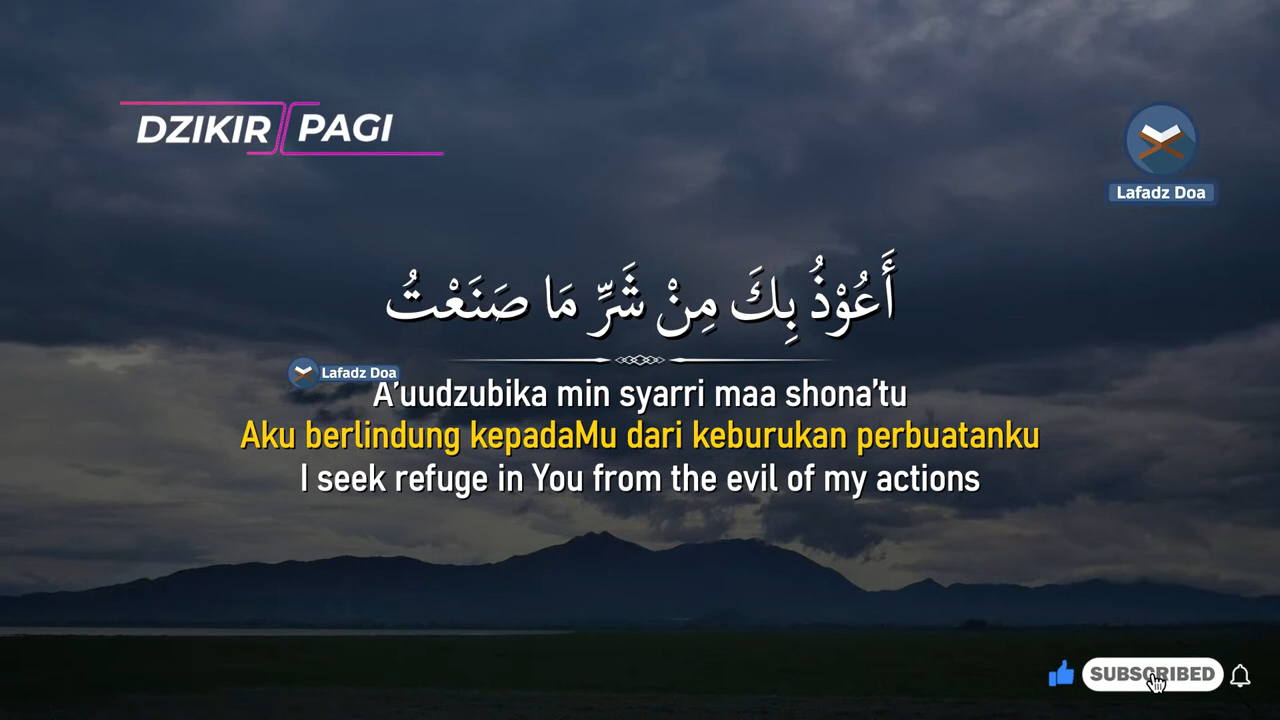 DZIKIR PAGI
Lafadz Doa
أَعُوْذُ بِكَ مِنْ شَرِّ مَا صَنَعْتُ
Lafadz Doa
A’uudzubika min syarri maa shona’tu
Aku berlindung kepadaMu dari keburukan perbuatanku
I seek refuge in You from the evil of my actions
SUBSCRIBED